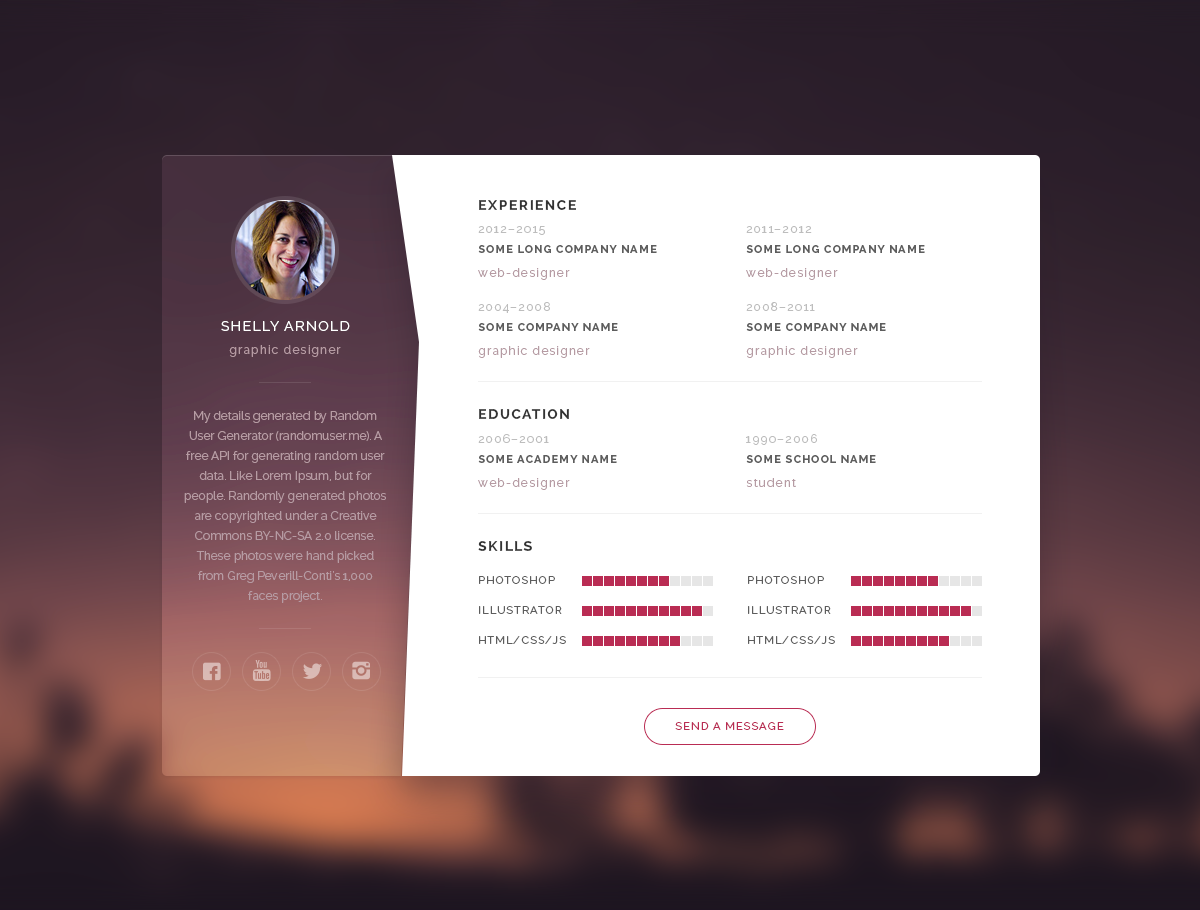 SHELLY ARNOLD
graphic designer
My details generated by Random
User Generator (randomuser.me). A
free API for generating random user
data. Like Lorem Ipsum, but for
people. Randomly generated photos
are copyrighted under a Creative
Commons BY-NC-SA 2.0 license.
These photos were hand picked
from Greg Peverill-Conti's 1,000
faces project.
You
Tube
EXPERIENCE
2012–2015
SOME LONG COMPANY NAME
web-designer
2011–2012
SOME LONG COMPANY NAME
web-designer
2004–2008
SOME COMPANY NAME
graphic designer
2008–2011
SOME COMPANY NAME
graphic designer
EDUCATION
2006–2001
SOME ACADEMY NAME
web-designer
1990–2006
SOME SCHOOL NAME
student
SKILLS
PHOTOSHOP
ILLUSTRATOR
HTML/CSS/JS
PHOTOSHOP
ILLUSTRATOR
HTML/CSS/JS
SEND A MESSAGE